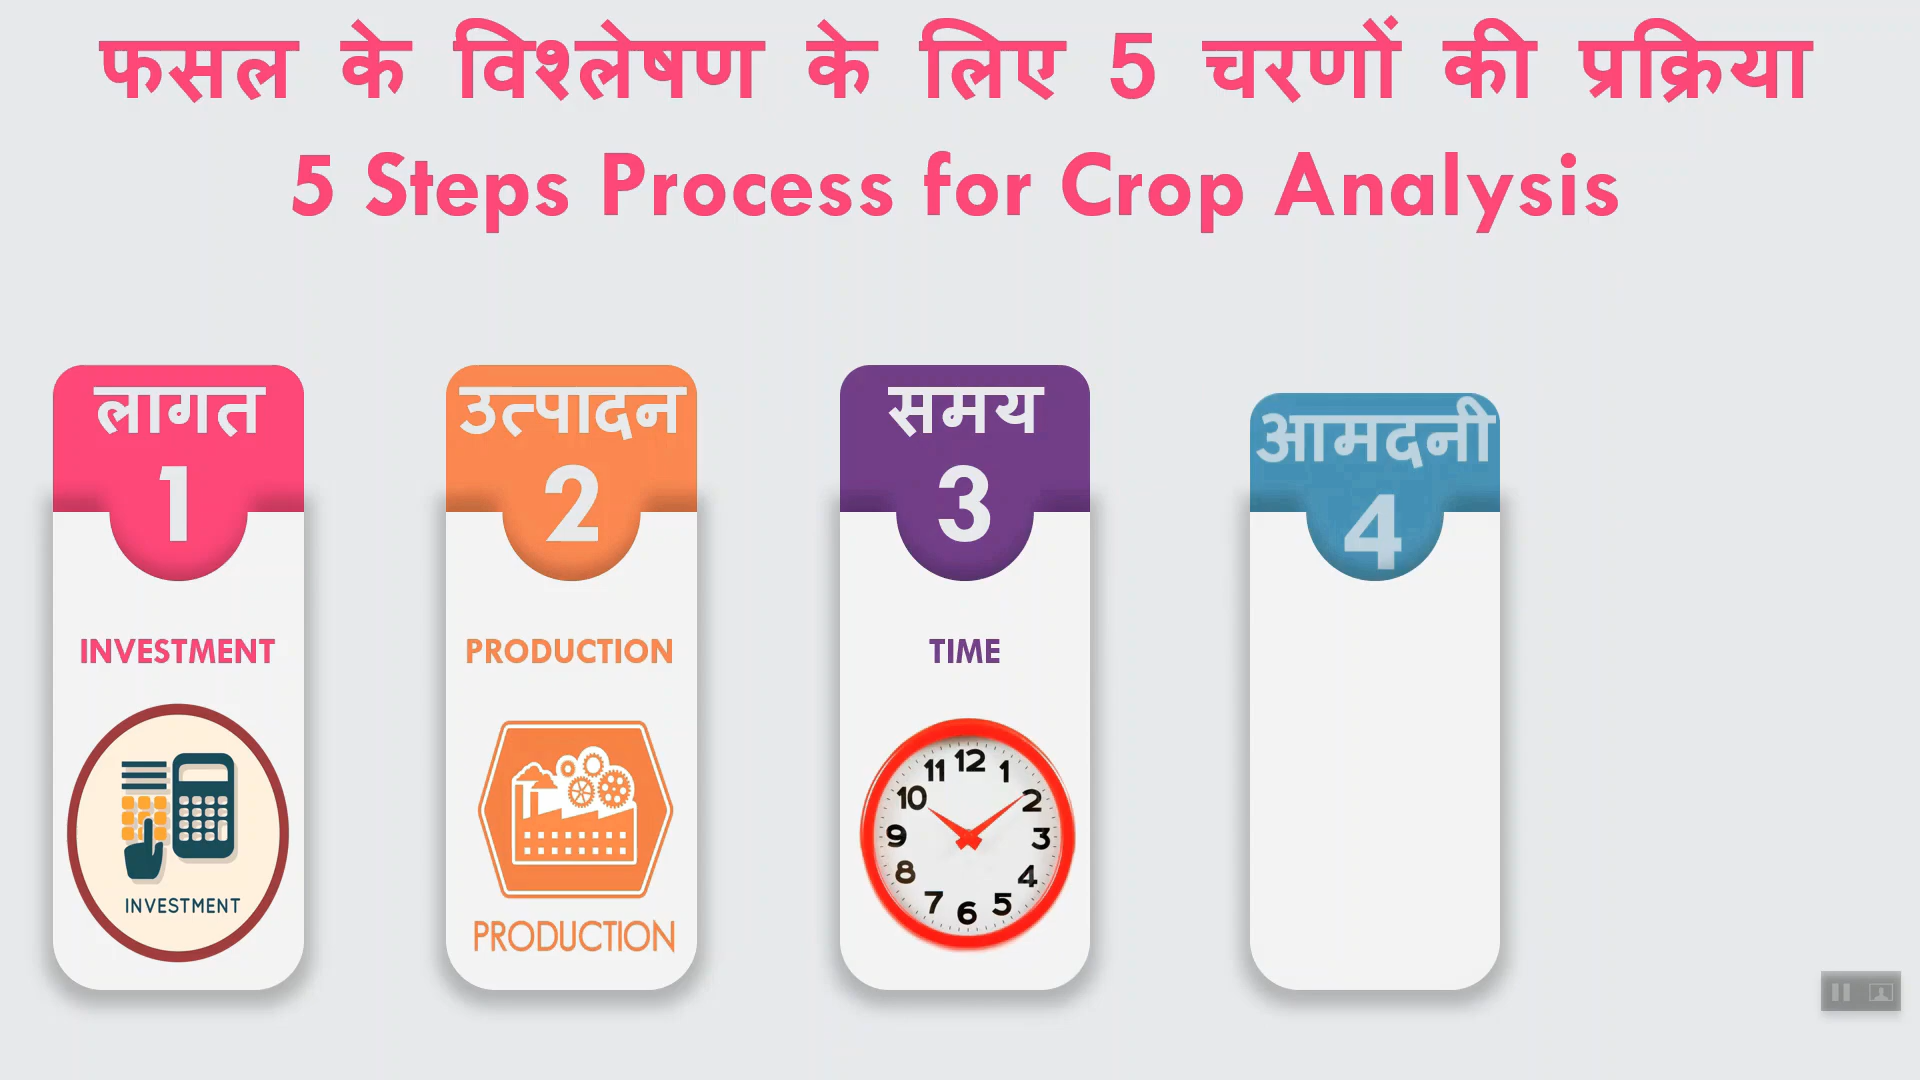 फसल के विश्लेषण के लिए 5 चरणों की प्रक्रिया
5 Steps Process for Crop Analysis
लागत
1
INVESTMENT
INVESTMENT
उत्पादन
2
PRODUCTION
PRODUCTION
समय
3
TIME
12
1
2
3
4
5
6
7
8
9
10
11
आमदनी
4